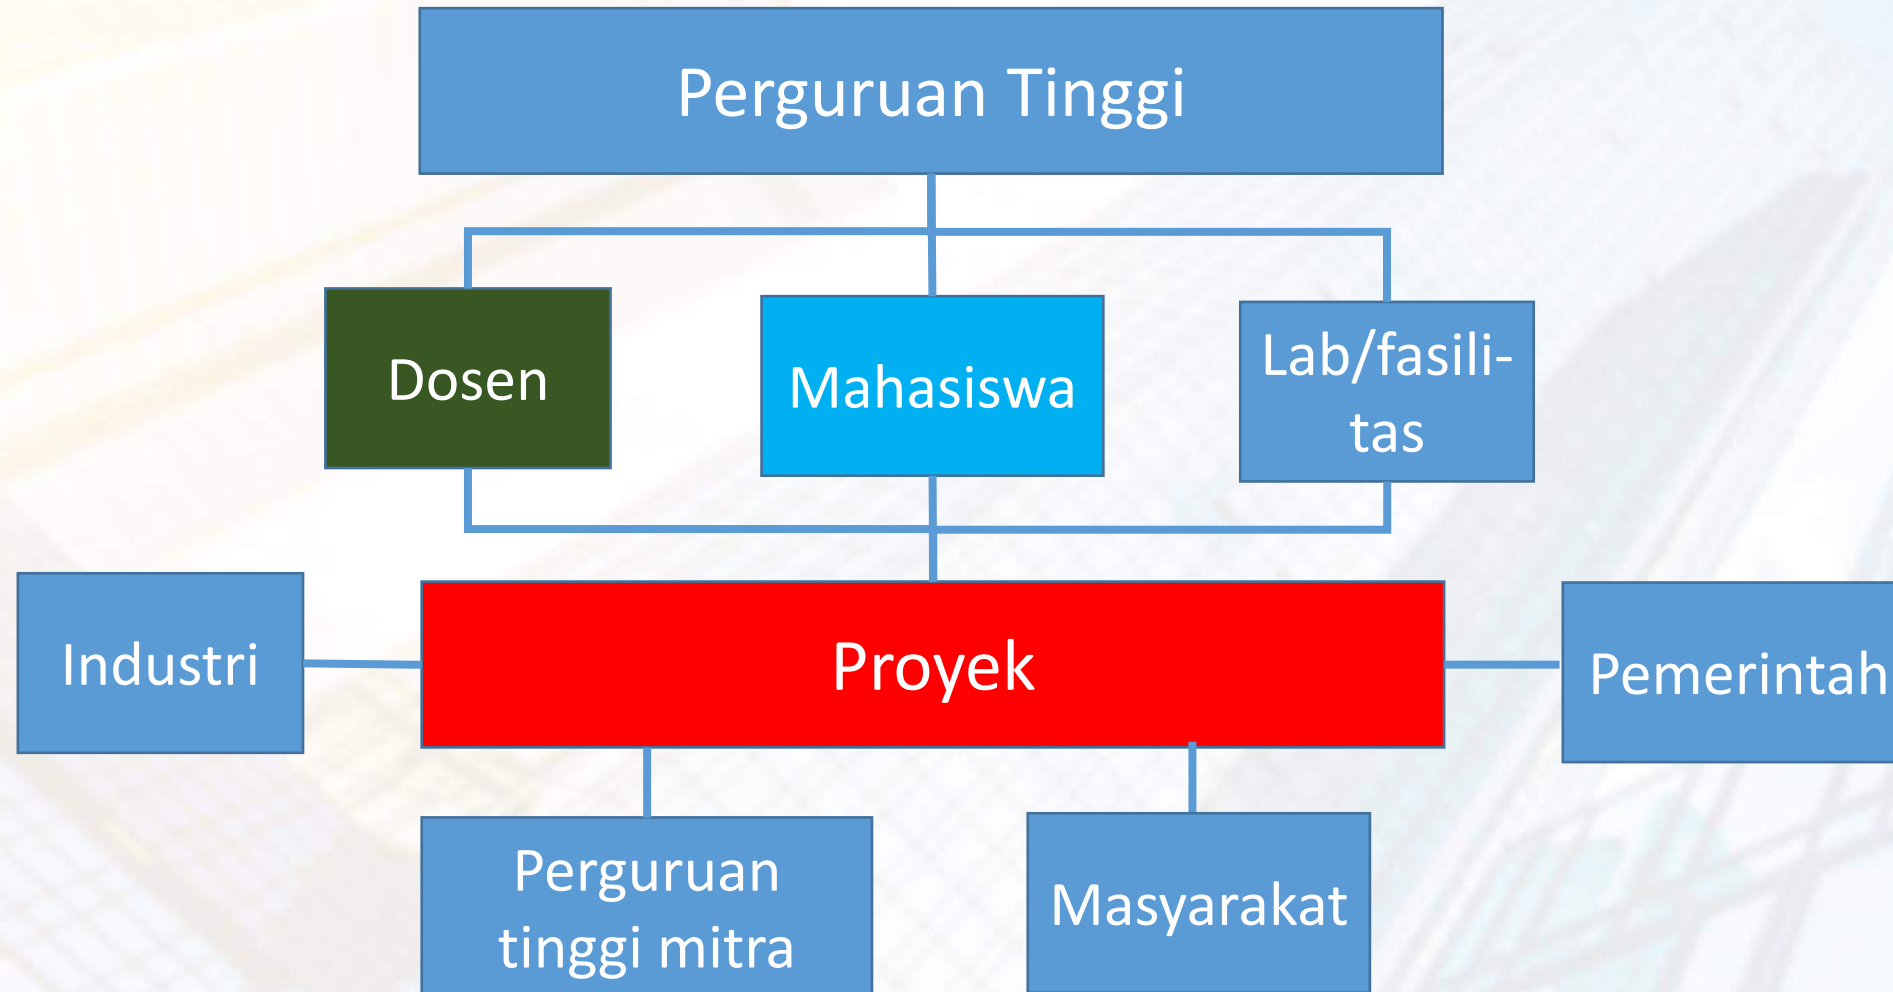 Perguruan Tinggi
Dosen
Mahasiswa
Lab/fasili-
tas
Industri
Proyek
Pemerintah
Perguruan
tinggi mitra
Masyarakat